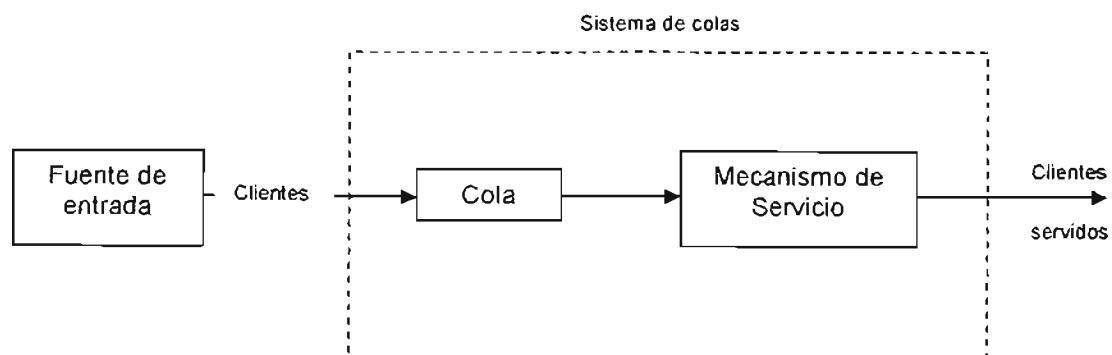 Sistema de colas
Fuente de
entrada
Clientes
Cola
Mecanismo de
Servicio
Clientes
servidos